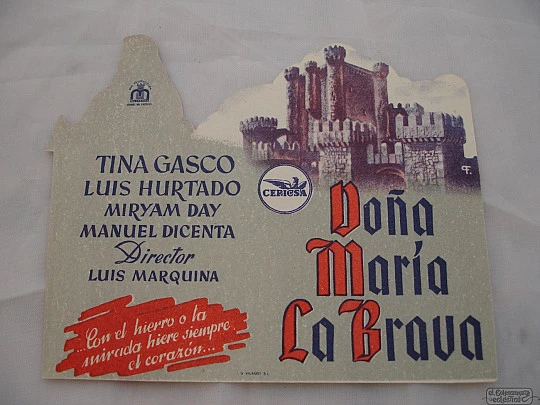 TINA GASCO
LUIS HURTADO
MIRYAM DAY
MANUEL DICENTA
Director
LUIS MARQUINA
...Con el hierro o la
mirada hiere siempre
el corazón...
CERIOSA
Doña
María
La Brava